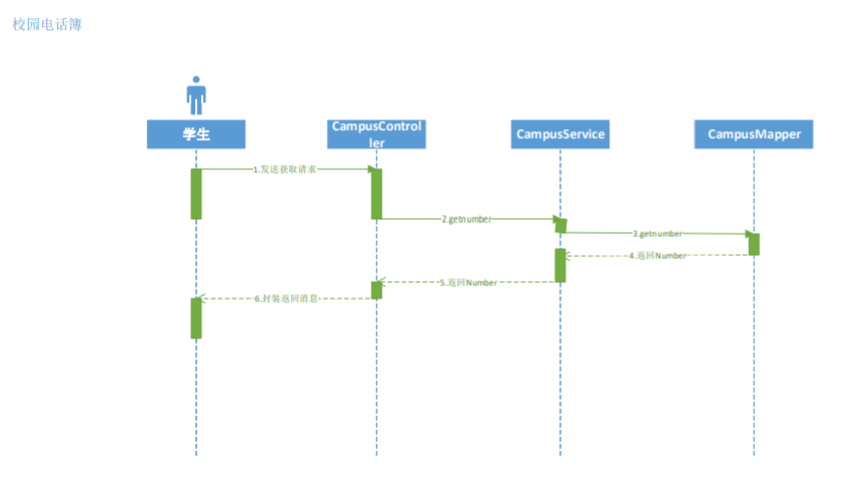 校园电话簿
学生
CampusControl
ler
CampusService
CampusMapper
1.发送获取请求
2.getnumber
3.getnumber
4.返回Number
5.返回Number
6.封装返回消息